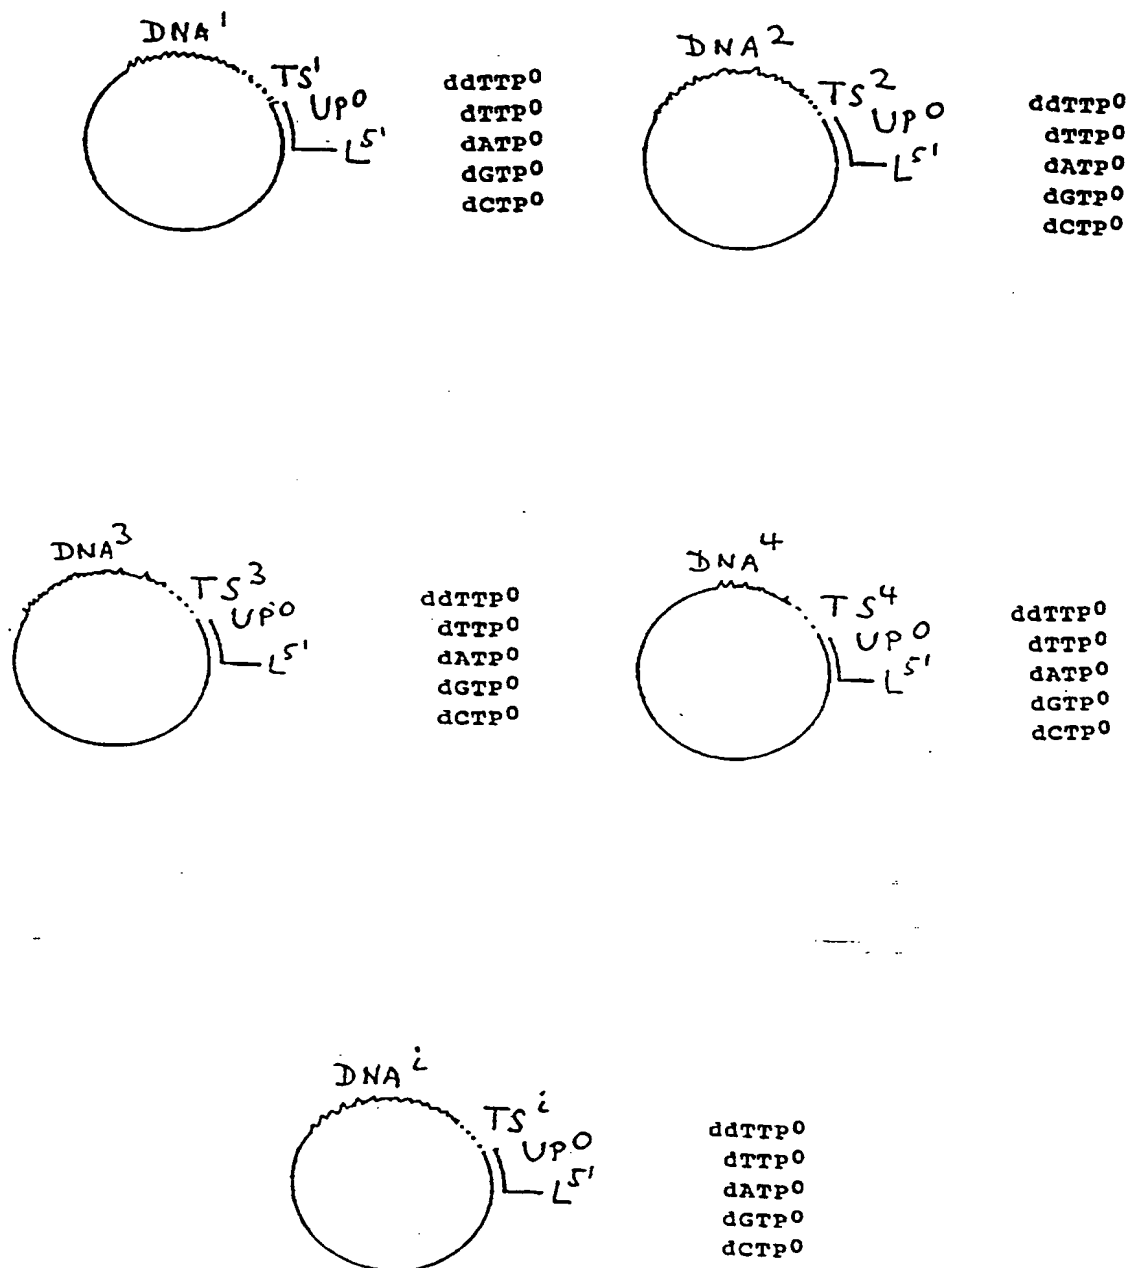 DNA¹
TS¹
UP⁰
L⁵'
ddTTP⁰
dTTP⁰
dATP⁰
dGTP⁰
dCTP⁰
DNA²
TS²
UP⁰
L⁵'
ddTTP⁰
dTTP⁰
dATP⁰
dGTP⁰
dCTP⁰
DNA³
TS³
UP⁰
L⁵'
ddTTP⁰
dTTP⁰
dATP⁰
dGTP⁰
dCTP⁰
DNA⁴
TS⁴
UP⁰
L⁵'
ddTTP⁰
dTTP⁰
dATP⁰
dGTP⁰
dCTP⁰
DNAⁱ
TSⁱ
UP⁰
L⁵'
ddTTP⁰
dTTP⁰
dATP⁰
dGTP⁰
dCTP⁰